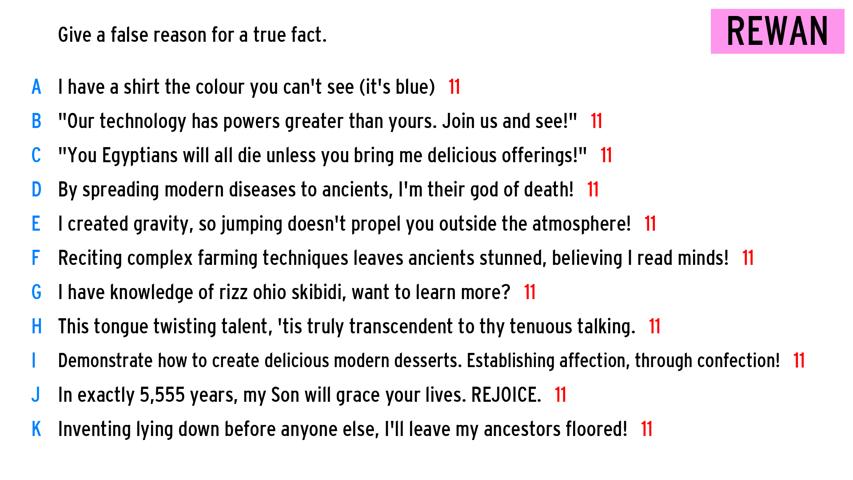 Give a false reason for a true fact.
REWAN
A I have a shirt the colour you can't see (it's blue) 11
B "Our technology has powers greater than yours. Join us and see!" 11
C "You Egyptians will all die unless you bring me delicious offerings!" 11
D By spreading modern diseases to ancients, I'm their god of death! 11
E I created gravity, so jumping doesn't propel you outside the atmosphere! 11
F Reciting complex farming techniques leaves ancients stunned, believing I read minds! 11
G I have knowledge of rizz ohio skibidi, want to learn more? 11
H This tongue twisting talent, 'tis truly transcendent to thy tenuous talking. 11
I Demonstrate how to create delicious modern desserts. Establishing affection, through confection! 11
J In exactly 5,555 years, my Son will grace your lives. REJOICE. 11
K Inventing lying down before anyone else, I'll leave my ancestors floored! 11